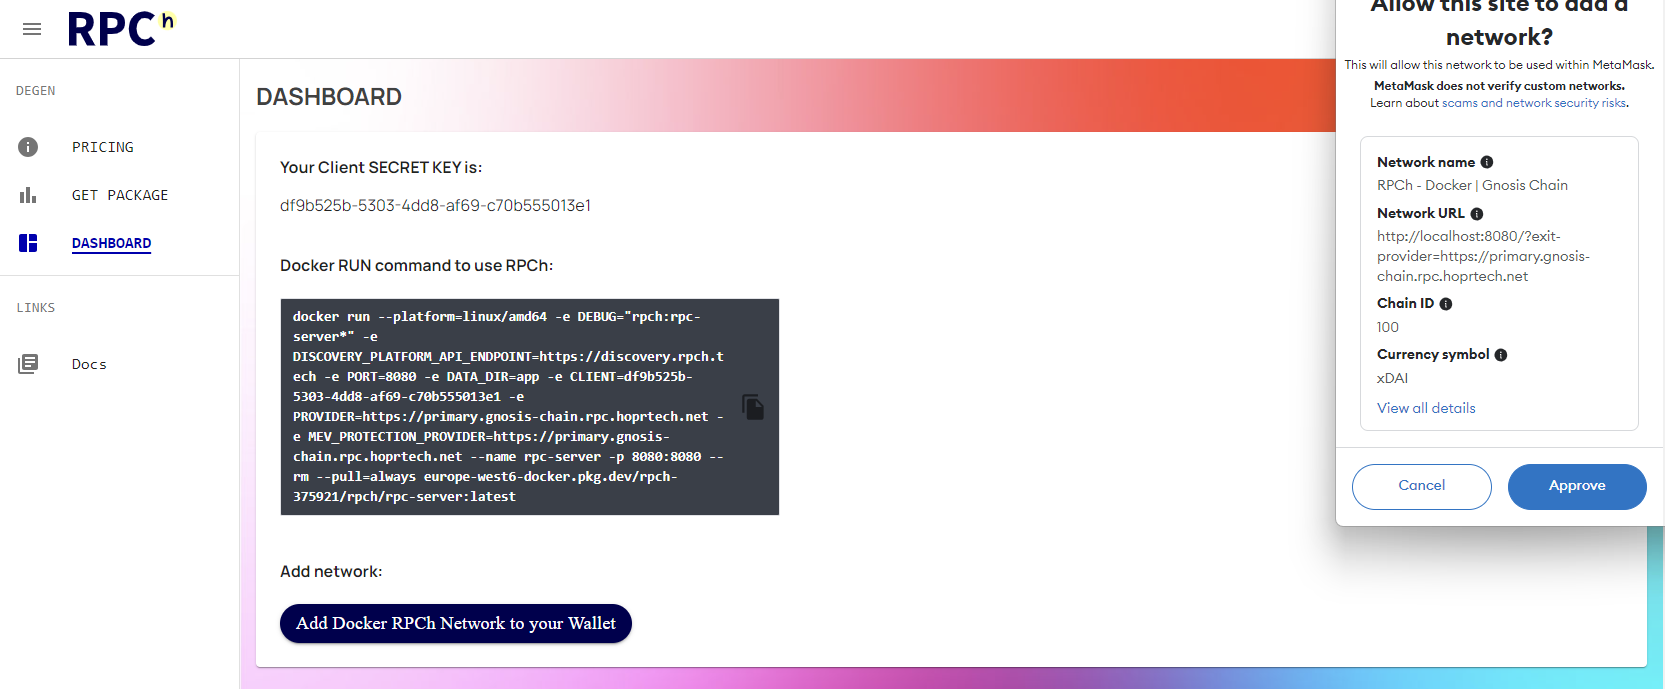 RPCh
DEGEN
PRICING
GET PACKAGE
DASHBOARD
LINKS
Docs
DASHBOARD
Your Client SECRET KEY is:
df9b525b-5303-4dd8-af69-c70b555013e1
Docker RUN command to use RPCh:
docker run --platform=linux/amd64 -e DEBUG="rpch:rpc-
server*" -e
DISCOVERY_PLATFORM_API_ENDPOINT=https://discovery.rpch.t
ech -e PORT=8080 -e DATA_DIR=app -e CLIENT=df9b525b-
5303-4dd8-af69-c70b555013e1 -e
PROVIDER=https://primary.gnosis-chain.rpc.hoprtech.net -
e MEV_PROTECTION_PROVIDER=https://primary.gnosis-
chain.rpc.hoprtech.net --name rpc-server -p 8080:8080 --
rm --pull=always europe-west6-docker.pkg.dev/rpch-
375921/rpch/rpc-server:latest
Add network:
Add Docker RPCh Network to your Wallet
Allow this site to add a
network?
This will allow this network to be used within MetaMask.
MetaMask does not verify custom networks.
Learn about scams and network security risks.
Network name
RPCh - Docker | Gnosis Chain
Network URL
http://localhost:8080/?exit-
provider=https://primary.gnosis-
chain.rpc.hoprtech.net
Chain ID
100
Currency symbol
xDAI
View all details
Cancel
Approve